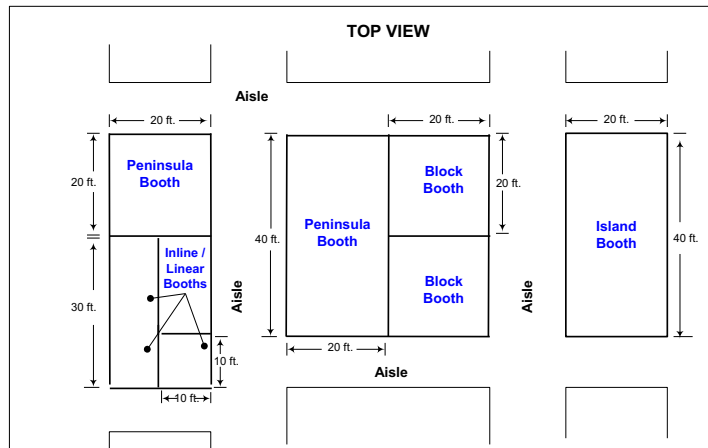 TOP VIEW
Aisle
20 ft.
20 ft.
20 ft.
20 ft.
Peninsula
Booth
Block
Booth
20 ft.
40 ft.
Peninsula
Booth
Island
Booth
40 ft.
Inline /
Linear
Booths
Block
Booth
30 ft.
Aisle
Aisle
10 ft.
20 ft.
Aisle
10 ft.